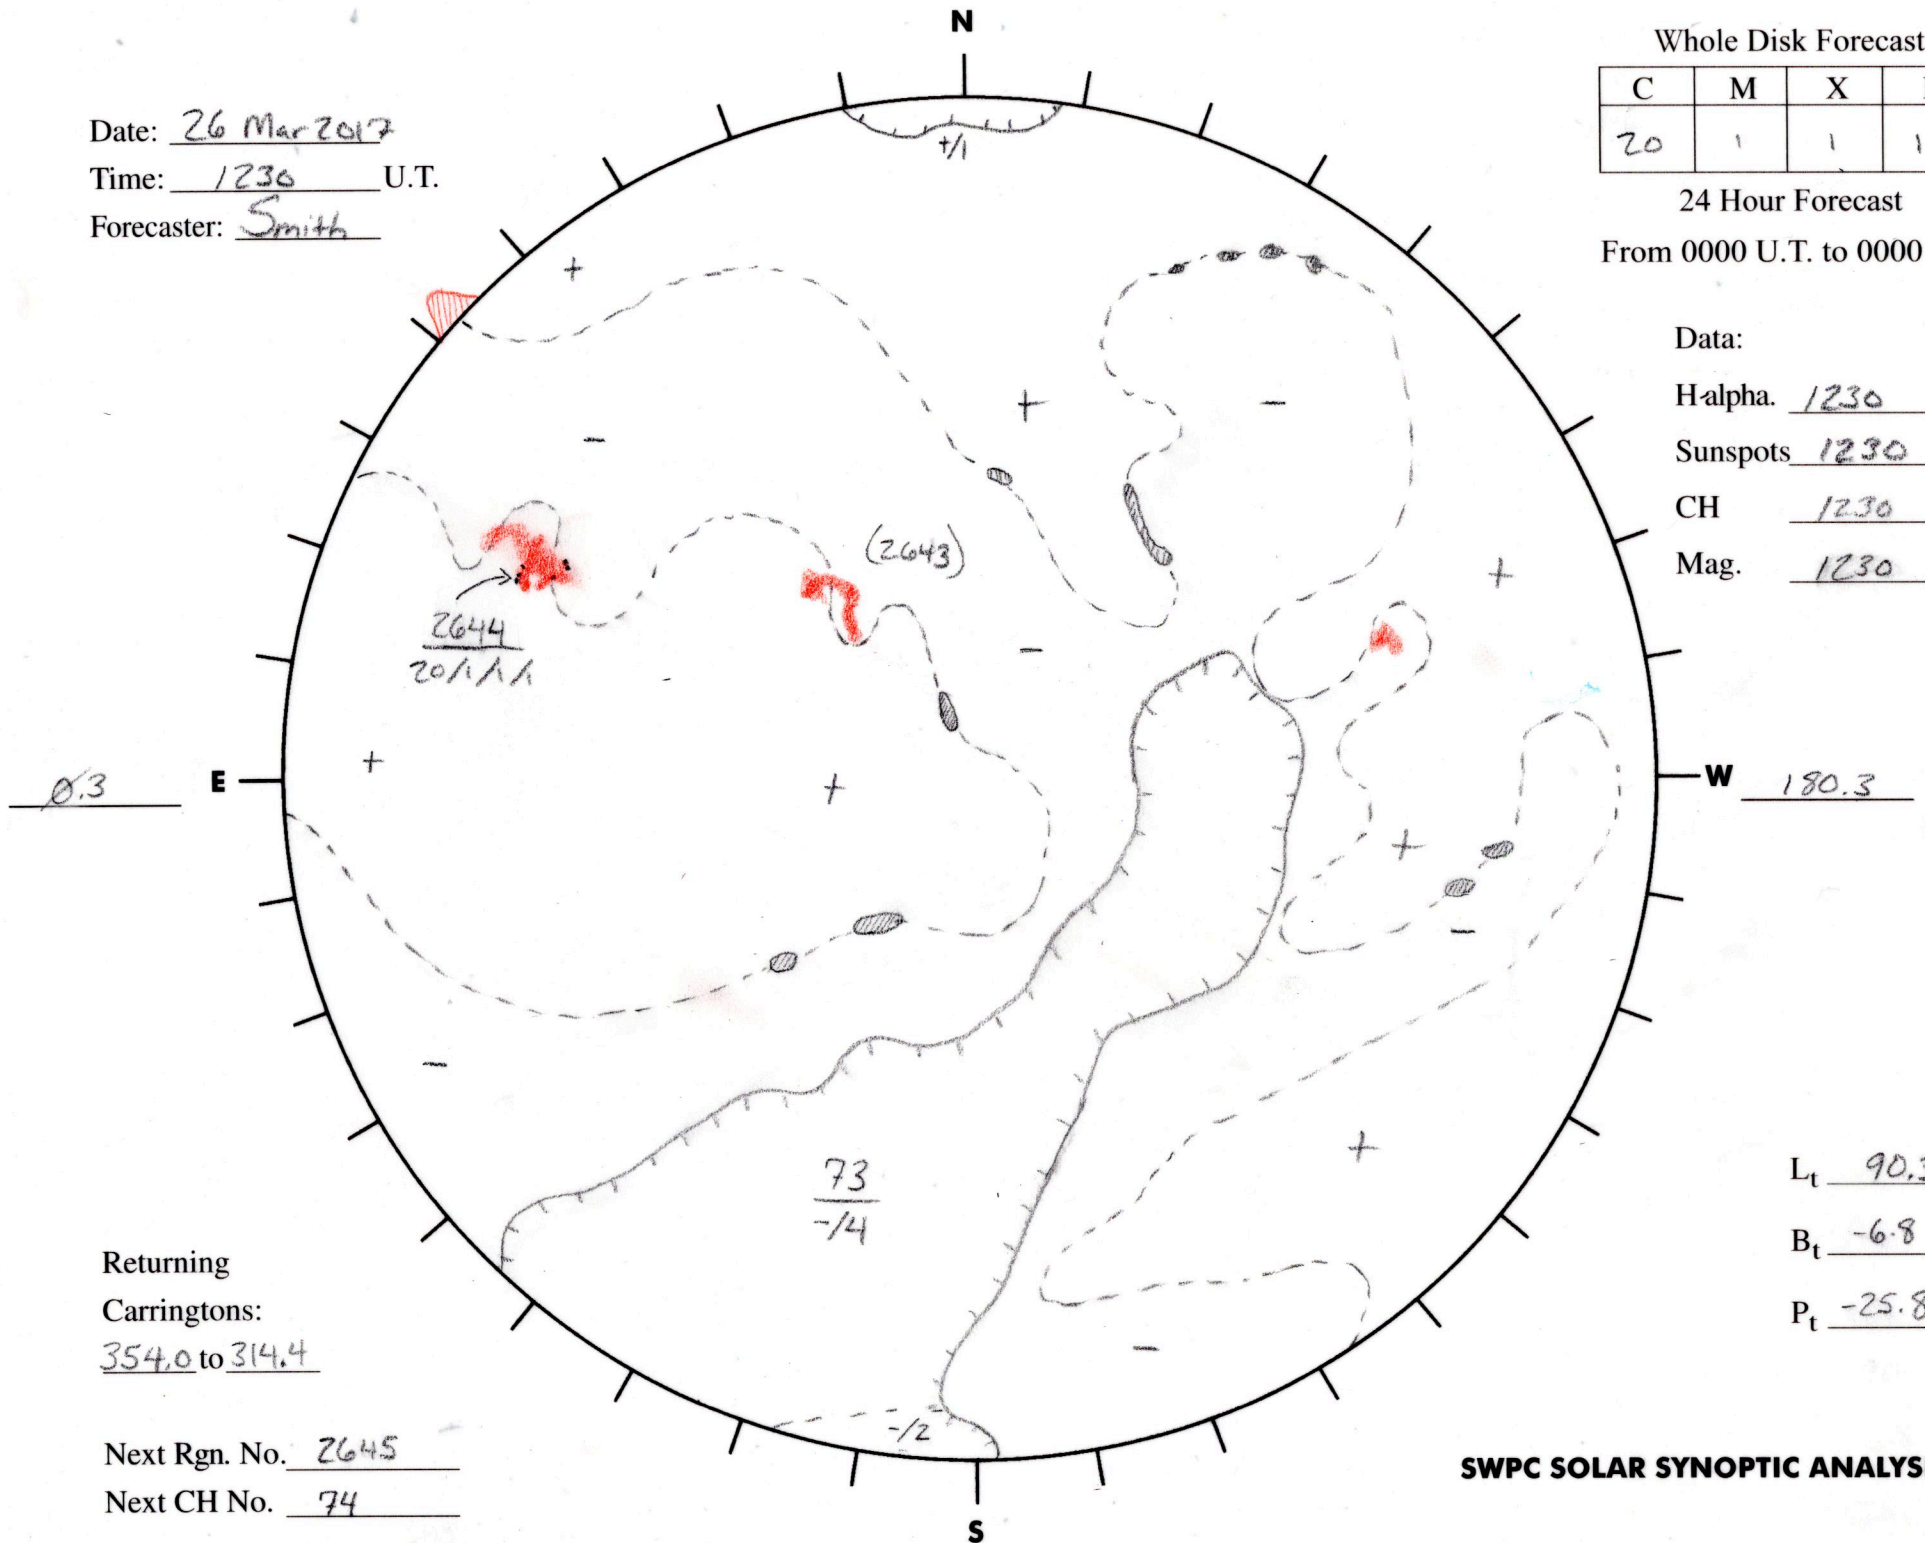 N
Whole Disk Forecast
C M X
20 1 1 1
24 Hour Forecast
From 0000 U.T. to 0000
Date: 26 Mar 2017
Time: 1230 U.T.
Forecaster: Smith
+/1
+
Data:
H-alpha. 1230
Sunspots 1230
CH 1230
Mag. 1230
+
-
-
(2643)
+
2644
20/1/1/1
-
+
+
Ø.3 E
W 180.3
+
-
-
+
73
-/4
Lt 90.3
Bt -6.8
Pt -25.8
Returning
Carringtons:
354.0 to 314.4
-
-/2
Next Rgn. No. 2645
Next CH No. 74
SWPC SOLAR SYNOPTIC ANALYS
S